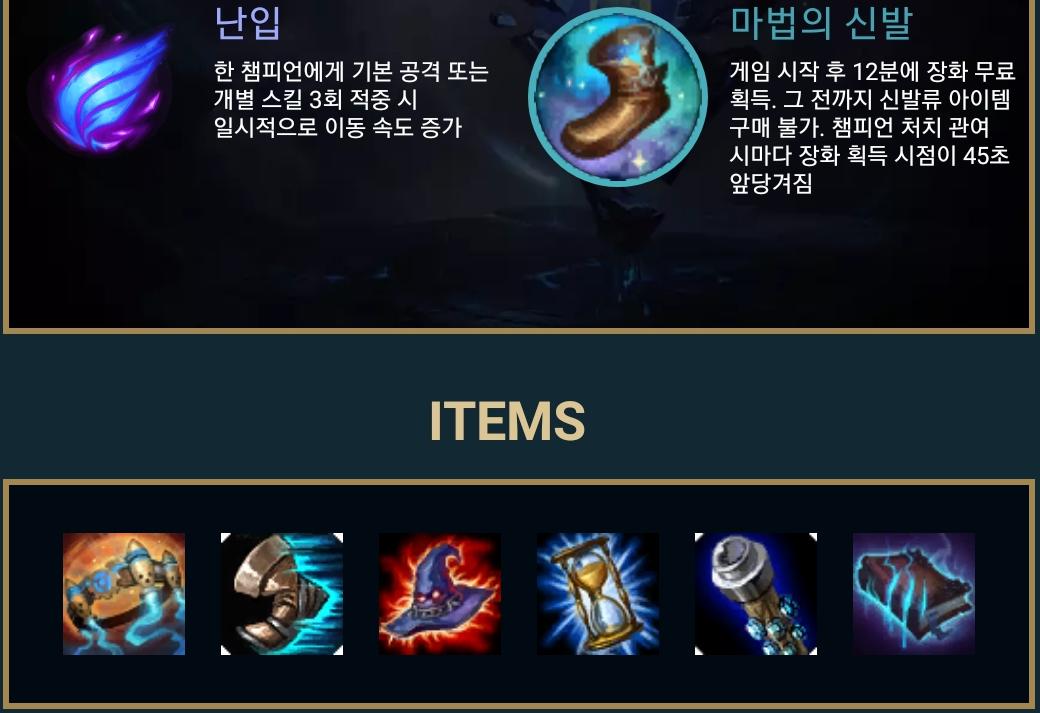 난입
한 챔피언에게 기본 공격 또는
개별 스킬 3회 적중 시
일시적으로 이동 속도 증가
마법의 신발
게임 시작 후 12분에 장화 무료
획득. 그 전까지 신발류 아이템
구매 불가. 챔피언 처치 관여
시마다 장화 획득 시점이 45초
앞당겨짐
ITEMS